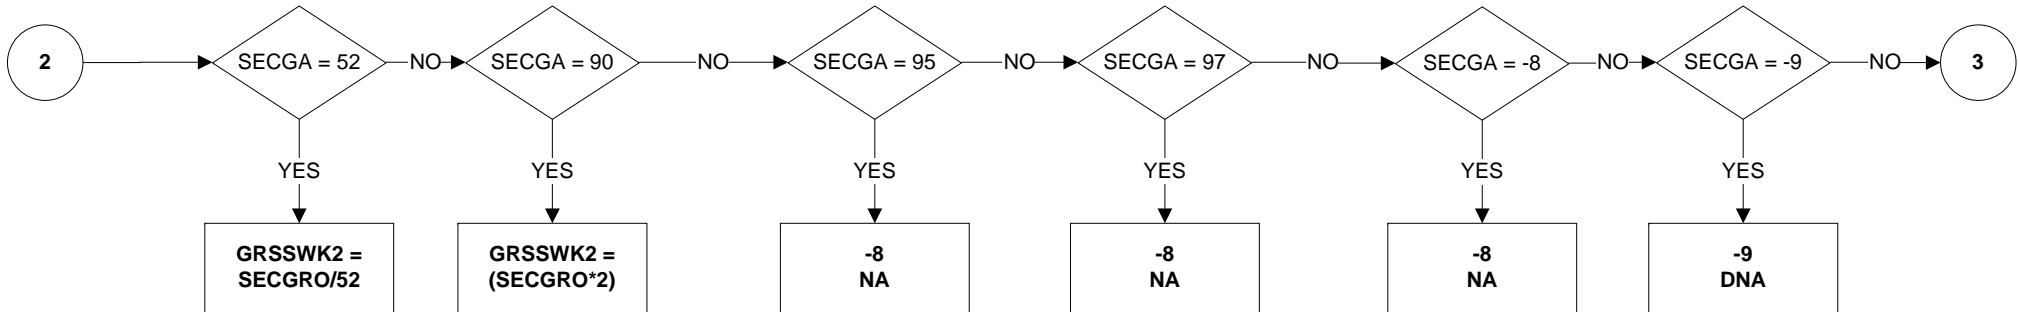 2
SECGA = 52
NO
SECGA = 90
NO
SECGA = 95
NO
SECGA = 97
NO
SECGA = -8
NO
SECGA = -9
NO
3
YES
YES
YES
YES
YES
YES
GRSSWK2 =
SECGRO/52
GRSSWK2 =
(SECGRO*2)
-8
NA
-8
NA
-8
NA
-9
DNA